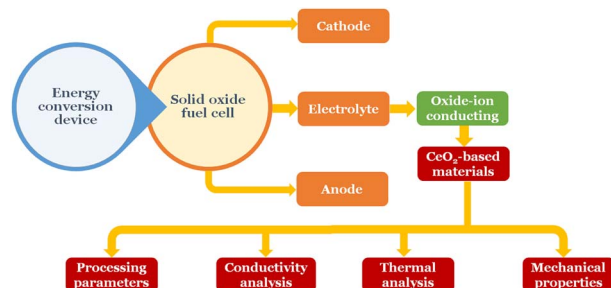 Cathode
Energy
conversion
device
Solid oxide
fuel cell
Electrolyte
Oxide-ion
conducting
CeO₂-based
materials
Anode
Processing
parameters
Conductivity
analysis
Thermal
analysis
Mechanical
properties